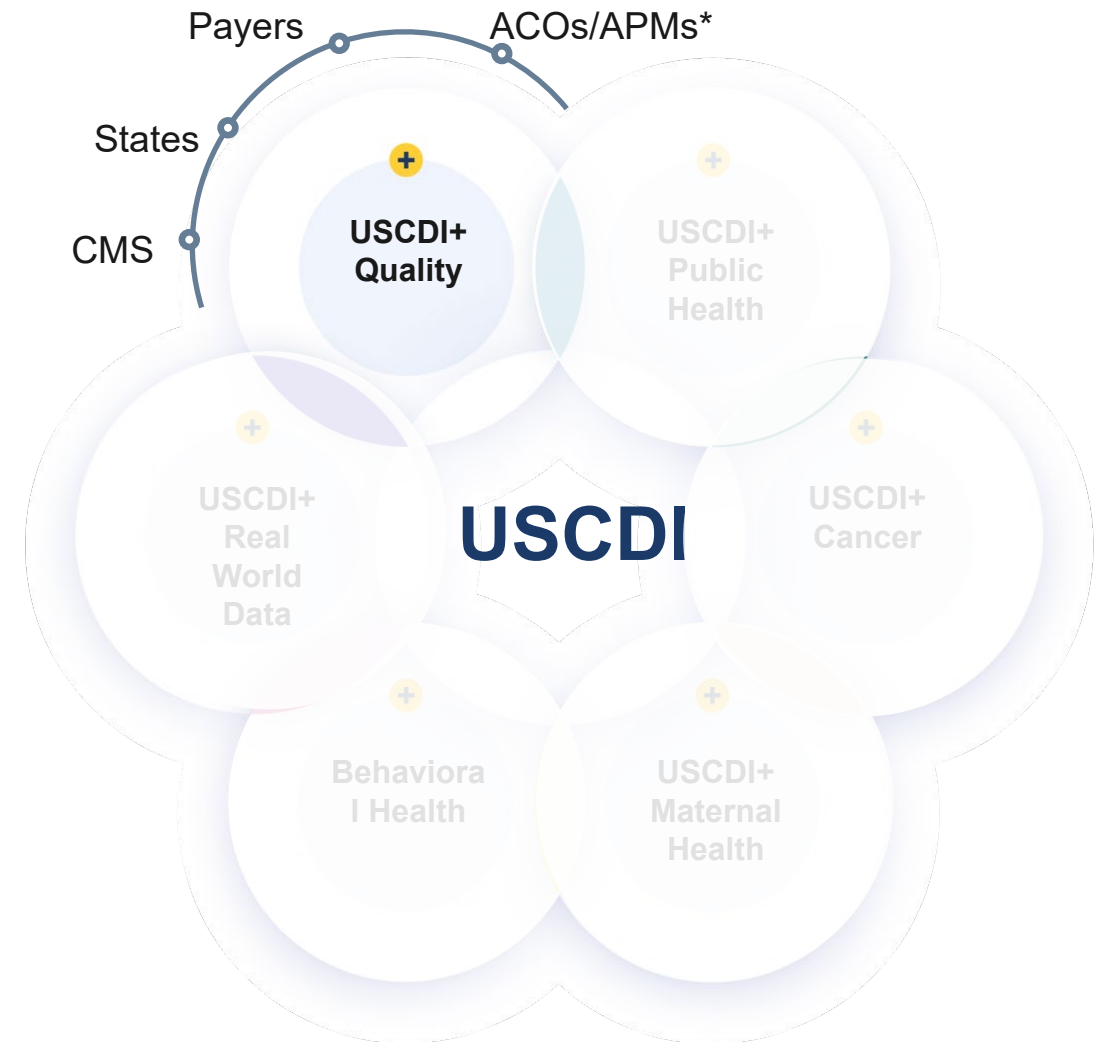 Payers
ACOs/APMs*
States
CMS
USCDI+
Quality
USCDI+
Public
Health
USCDI+
Real
World
Data
USCDI
USCDI+
Cancer
Behaviora
l Health
USCDI+
Maternal
Health